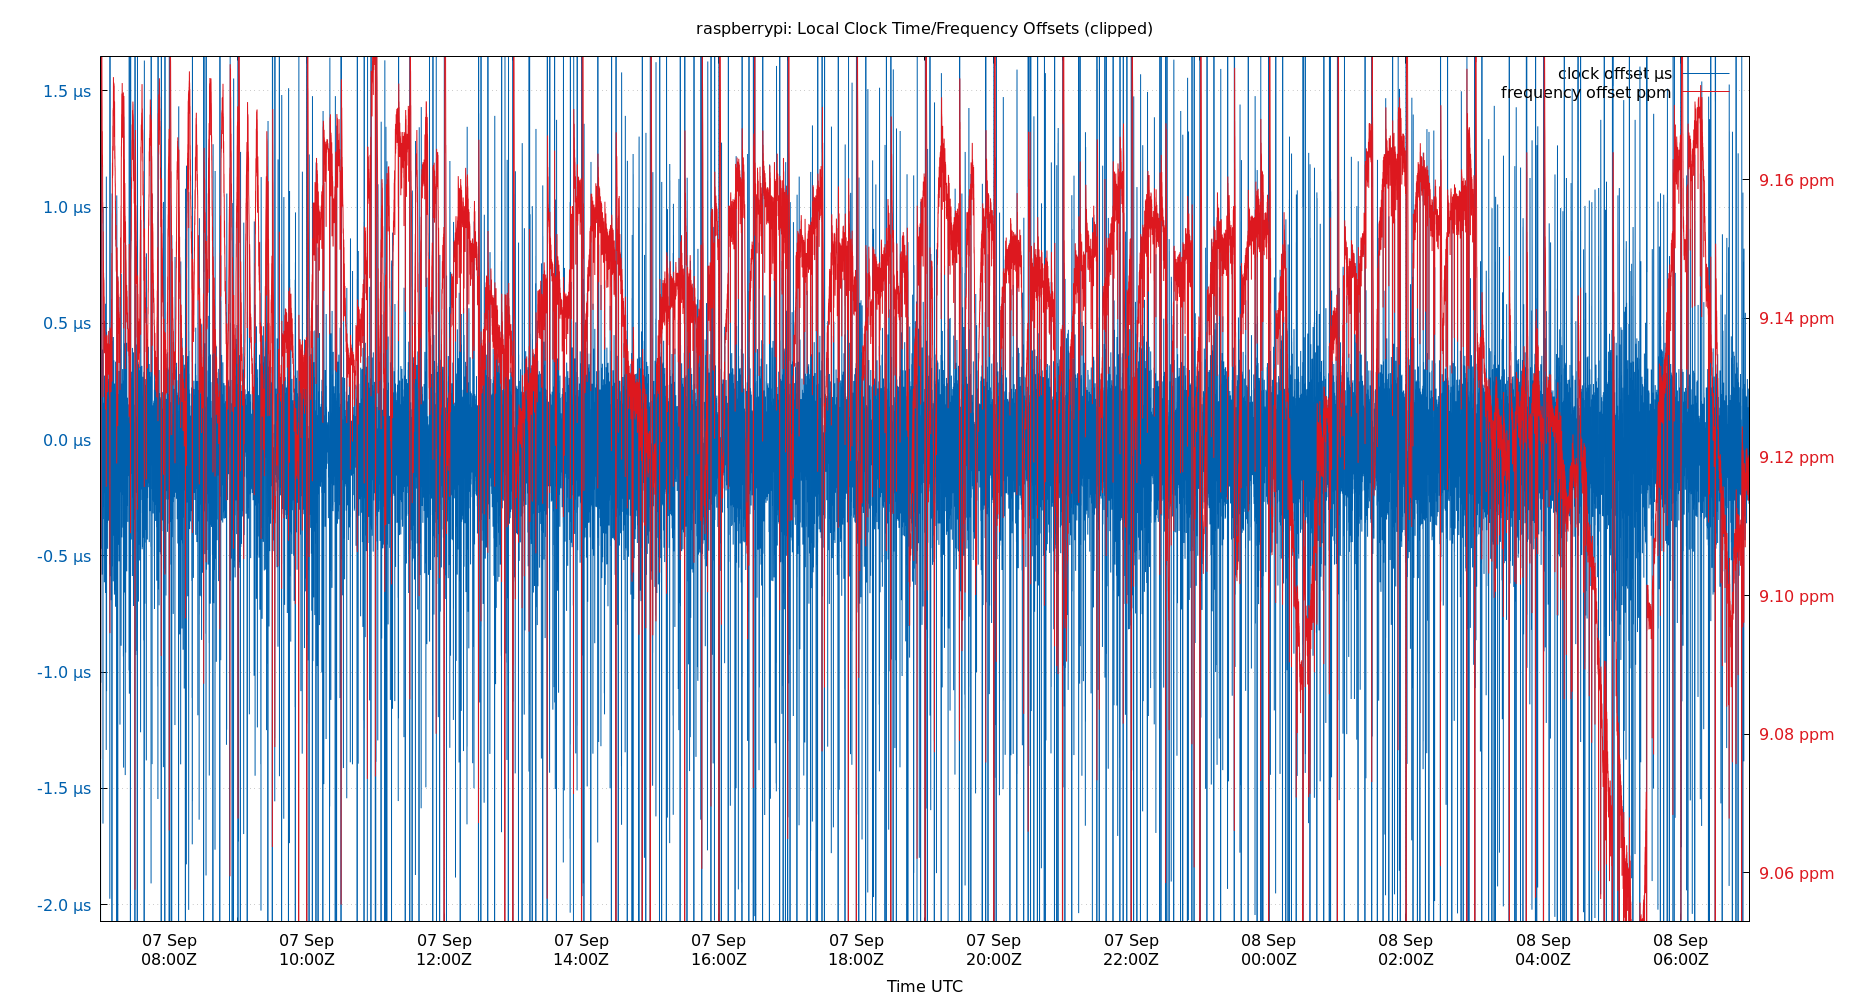 raspberrypi: Local Clock Time/Frequency Offsets (clipped)
clock offset µs
frequency offset ppm
1.5 µs
1.0 µs
0.5 µs
0.0 µs
-0.5 µs
-1.0 µs
-1.5 µs
-2.0 µs
9.16 ppm
9.14 ppm
9.12 ppm
9.10 ppm
9.08 ppm
9.06 ppm
07 Sep 07 Sep 07 Sep 07 Sep 07 Sep 07 Sep 07 Sep 07 Sep 08 Sep 08 Sep 08 Sep 08 Sep
08:00Z 10:00Z 12:00Z 14:00Z 16:00Z 18:00Z 20:00Z 22:00Z 00:00Z 02:00Z 04:00Z 06:00Z
Time UTC